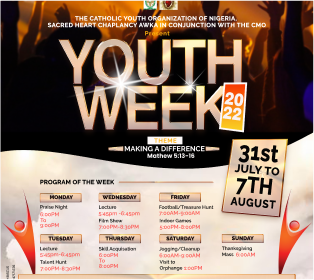 THE CATHOLIC YOUTH ORGANIZATION OF NIGERIA,
SACRED HEART CHAPLANCY AWKA IN CONJUNCTION WITH THE CMO
Present
YOUTH
WEEK
2022
THEME
MAKING A DIFFERENCE
Mathew 5:13-16
31st
JULY TO
7TH
AUGUST
PROGRAM OF THE WEEK
MONDAY
Praise Night
6:00PM
To
9:00PM
WEDNESDAY
Lecture
5:45pm -6:45pm
Film Show
7:00PM-8:30PM
FRIDAY
Football/Treasure Hunt
7:00AM-9:00AM
Indoor Games
5:00PM-8:00PM
TUESDAY
Lecture
5:45pm-6:45pm
Talent Hunt
7:00PM-8:30PM
THURSDAY
Skill Acquisition
6:00PM
To
8:00PM
SATURDAY
Jogging/Cleanup
6:00AM-9:00AM
Visit to
Orphange 1:00PM
SUNDAY
Thanksgiving
Mass 6:00AM